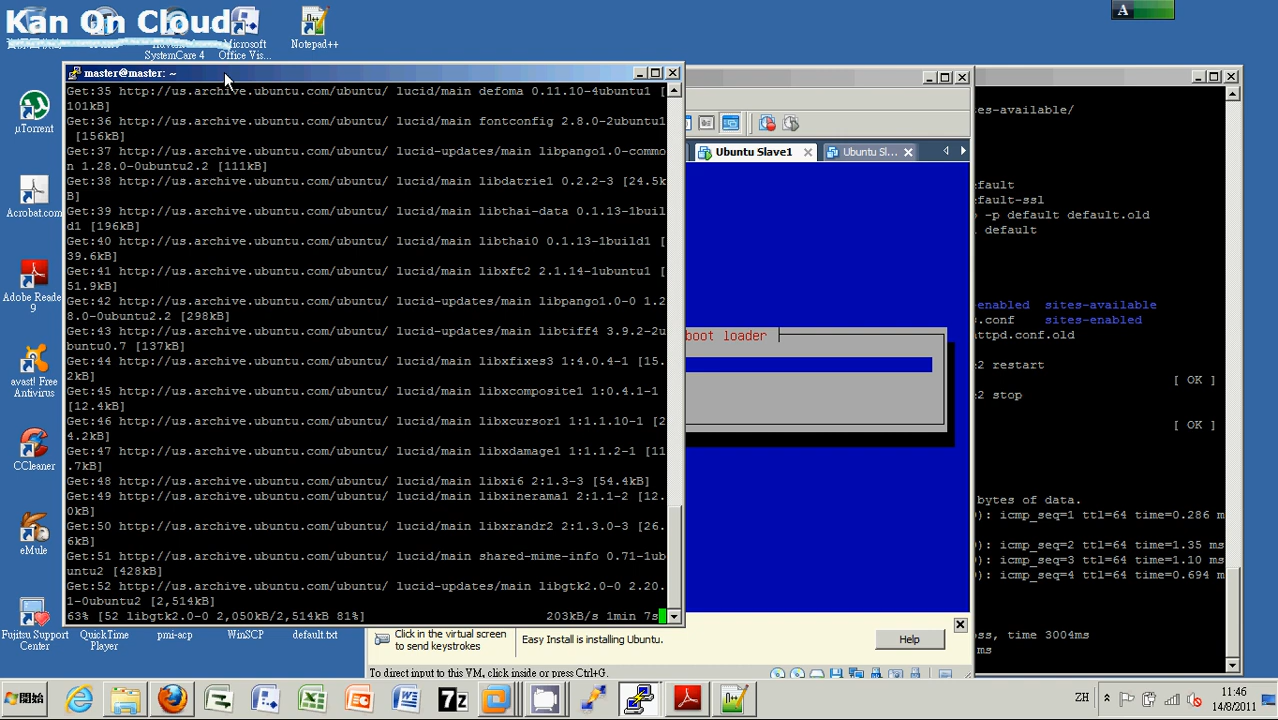 Kan On Cloud
SystemCare 4
Microsoft
Office Vis...
Notepad++
A
µTorrent
Acrobat.com
Adobe Reade
9
avast! Free
Antivirus
CCleaner
eMule
Fujitsu Support
Center
QuickTime
Player
pmi-acp
WinSCP
default.txt
master@master: ~
Get:35 http://us.archive.ubuntu.com/ubuntu/ lucid/main defoma 0.11.10-4ubuntu1 [
101kB]
Get:36 http://us.archive.ubuntu.com/ubuntu/ lucid/main fontconfig 2.8.0-2ubuntu1
[156kB]
Get:37 http://us.archive.ubuntu.com/ubuntu/ lucid-updates/main libpango1.0-commo
n 1.28.0-0ubuntu2.2 [111kB]
Get:38 http://us.archive.ubuntu.com/ubuntu/ lucid/main libdatrie1 0.2.2-3 [24.5k
B]
Get:39 http://us.archive.ubuntu.com/ubuntu/ lucid/main libthai-data 0.1.13-1buil
d1 [196kB]
Get:40 http://us.archive.ubuntu.com/ubuntu/ lucid/main libthai0 0.1.13-1build1 [
39.6kB]
Get:41 http://us.archive.ubuntu.com/ubuntu/ lucid/main libxft2 2.1.14-1ubuntu1 [
51.9kB]
Get:42 http://us.archive.ubuntu.com/ubuntu/ lucid-updates/main libpango1.0-0 1.2
8.0-0ubuntu2.2 [298kB]
Get:43 http://us.archive.ubuntu.com/ubuntu/ lucid-updates/main libtiff4 3.9.2-2u
buntu0.7 [137kB]
Get:44 http://us.archive.ubuntu.com/ubuntu/ lucid/main libxfixes3 1:4.0.4-1 [15.
2kB]
Get:45 http://us.archive.ubuntu.com/ubuntu/ lucid/main libxcomposite1 1:0.4.1-1
[12.4kB]
Get:46 http://us.archive.ubuntu.com/ubuntu/ lucid/main libxcursor1 1:1.1.10-1 [2
4.2kB]
Get:47 http://us.archive.ubuntu.com/ubuntu/ lucid/main libxdamage1 1:1.1.2-1 [11
.7kB]
Get:48 http://us.archive.ubuntu.com/ubuntu/ lucid/main libxi6 2:1.3-3 [54.4kB]
Get:49 http://us.archive.ubuntu.com/ubuntu/ lucid/main libxinerama1 2:1.1-2 [12.
0kB]
Get:50 http://us.archive.ubuntu.com/ubuntu/ lucid/main libxrandr2 2:1.3.0-3 [26.
6kB]
Get:51 http://us.archive.ubuntu.com/ubuntu/ lucid/main shared-mime-info 0.71-1ub
untu2 [428kB]
Get:52 http://us.archive.ubuntu.com/ubuntu/ lucid-updates/main libgtk2.0-0 2.20.
1-0ubuntu2 [2,514kB]
63% [52 libgtk2.0-0 2,050kB/2,514kB 81%] 203kB/s 1min 7s
Ubuntu Slave1
Ubuntu Sl...
boot loader
Click in the virtual screen
to send keystrokes
Easy Install is installing Ubuntu.
Help
To direct input to this VM, click inside or press Ctrl+G.
tes-available/
default
fault-ssl
-p default default.old
default
enabled sites-available
s.conf sites-enabled
tpd.conf.old
2 restart
[ OK ]
2 stop
[ OK ]
bytes of data.
): icmp_seq=1 ttl=64 time=0.286 m
): icmp_seq=2 ttl=64 time=1.35 ms
): icmp_seq=3 ttl=64 time=1.10 ms
): icmp_seq=4 ttl=64 time=0.694 m
ss, time 3004ms
ms
開始
7z
ZH
11:46
14/8/2011